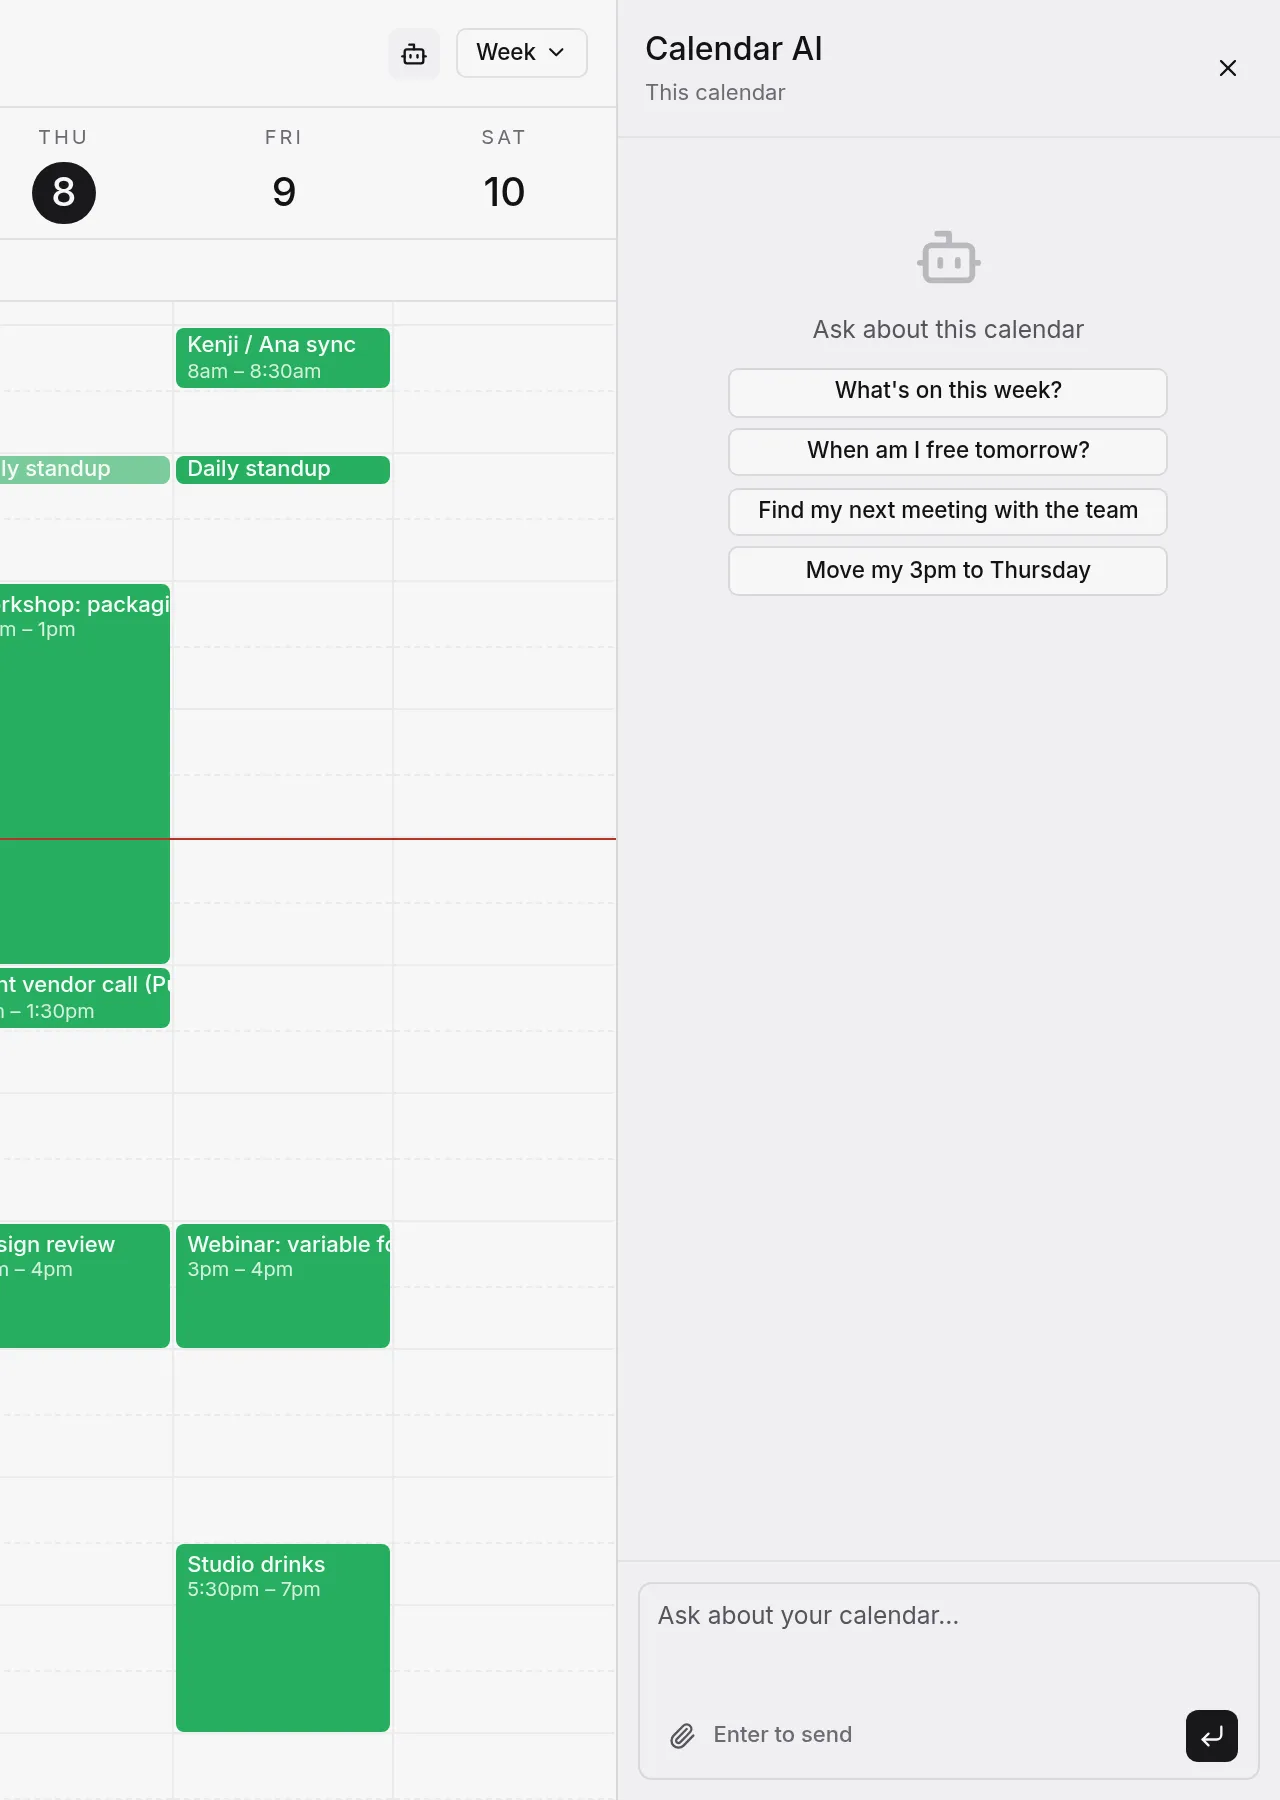 Week
THU
8
FRI
9
SAT
10
Kenji / Ana sync
8am – 8:30am
ly standup
Daily standup
rkshop: packagi
m – 1pm
nt vendor call (Pu
– 1:30pm
sign review
– 4pm
Webinar: variable fo
3pm – 4pm
Studio drinks
5:30pm – 7pm
Calendar AI
This calendar
Ask about this calendar
What's on this week?
When am I free tomorrow?
Find my next meeting with the team
Move my 3pm to Thursday
Ask about your calendar...
Enter to send